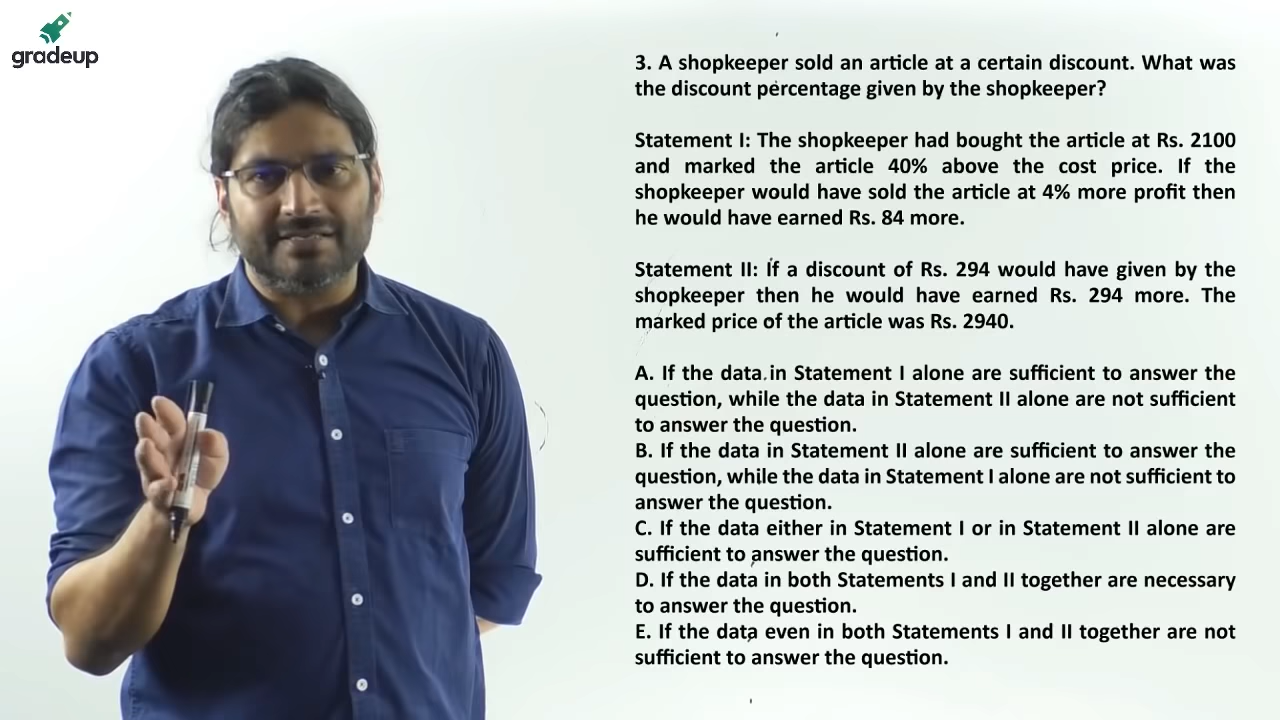 gradeup
3. A shopkeeper sold an article at a certain discount. What was
the discount percentage given by the shopkeeper?
Statement I: The shopkeeper had bought the article at Rs. 2100
and marked the article 40% above the cost price. If the
shopkeeper would have sold the article at 4% more profit then
he would have earned Rs. 84 more.
Statement II: If a discount of Rs. 294 would have given by the
shopkeeper then he would have earned Rs. 294 more. The
marked price of the article was Rs. 2940.
A. If the data in Statement I alone are sufficient to answer the
question, while the data in Statement II alone are not sufficient
to answer the question.
B. If the data in Statement II alone are sufficient to answer the
question, while the data in Statement I alone are not sufficient to
answer the question.
C. If the data either in Statement I or in Statement II alone are
sufficient to answer the question.
D. If the data in both Statements I and II together are necessary
to answer the question.
E. If the data even in both Statements I and II together are not
sufficient to answer the question.